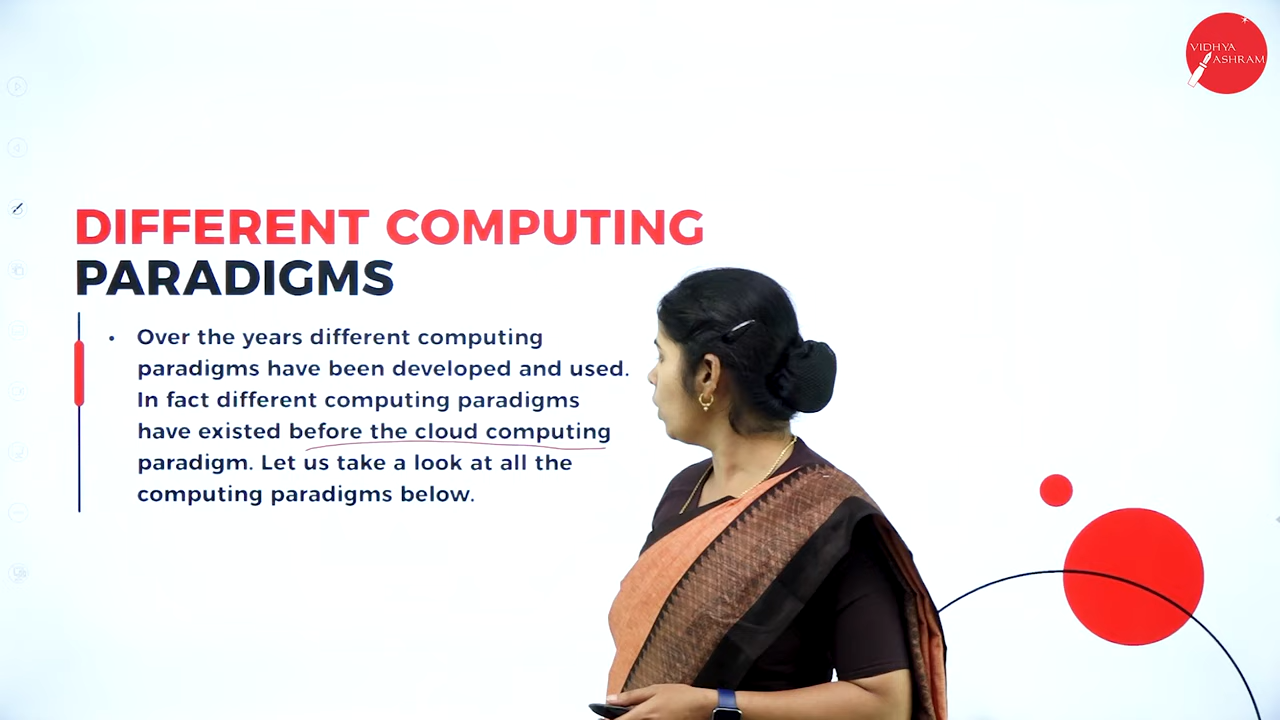 VIDHYA
ASHRAM
DIFFERENT COMPUTING
PARADIGMS
• Over the years different computing
paradigms have been developed and used.
In fact different computing paradigms
have existed before the cloud computing
paradigm. Let us take a look at all the
computing paradigms below.